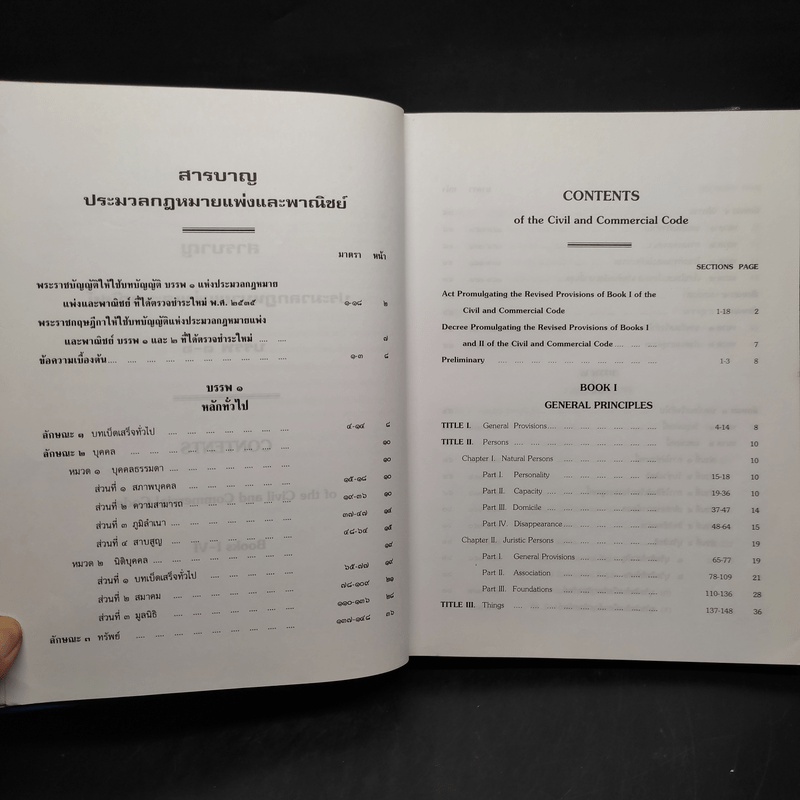 สารบาญ
ประมวลกฎหมายแพ่งและพาณิชย์
มาตรา หน้า
พระราชบัญญัติให้ใช้บทบัญญัติ บรรพ ๑ แห่งประมวลกฎหมาย
แพ่งและพาณิชย์ ที่ได้ตรวจชำระใหม่ พ.ศ. ๒๕๓๕ ๑-๑๘ ๒
พระราชกฤษฎีกาให้ใช้บทบัญญัติแห่งประมวลกฎหมายแพ่ง
และพาณิชย์ บรรพ ๑ และ ๒ ที่ได้ตรวจชำระใหม่ .... .... ๗
ข้อความเบื้องต้น.... .... .... .... .... .... .... .... .... ๑-๓ ๘
บรรพ ๑
หลักทั่วไป
ลักษณะ ๑ บทเบ็ดเสร็จทั่วไป .... .... .... .... .... .... ๔-๑๔ ๘
ลักษณะ ๒ บุคคล .... .... .... .... .... .... .... .... ๑๐
หมวด ๑ บุคคลธรรมดา .... .... .... .... .... .... ๑๐
ส่วนที่ ๑ สภาพบุคคล .... .... .... .... .... .... ๑๕-๑๘ ๑๐
ส่วนที่ ๒ ความสามารถ .... .... .... .... .... .... ๑๙-๓๖ ๑๐
ส่วนที่ ๓ ภูมิลำเนา .... .... .... .... .... .... ๓๗-๔๗ ๑๔
ส่วนที่ ๔ สาบสูญ .... .... .... .... .... .... ๔๘-๖๔ ๑๕
หมวด ๒ นิติบุคคล .... .... .... .... .... .... .... ๑๙
ส่วนที่ ๑ บทเบ็ดเสร็จทั่วไป .... .... .... .... .... ๖๕-๗๗ ๑๙
ส่วนที่ ๒ สมาคม .... .... .... .... .... .... .... ๗๘-๑๐๙ ๒๑
ส่วนที่ ๓ มูลนิธิ .... .... .... .... .... .... .... ๑๑๐-๑๓๖ ๒๘
ลักษณะ ๓ ทรัพย์ .... .... .... .... .... .... .... .... ๑๓๗-๑๔๘ ๓๖
CONTENTS
of the Civil and Commercial Code
SECTIONS PAGE
Act Promulgating the Revised Provisions of Book I of the
Civil and Commercial Code 1-18 2
Decree Promulgating the Revised Provisions of Books I
and II of the Civil and Commercial Code .... .... 7
Preliminary .... .... .... .... .... .... .... .... 1-3 8
BOOK I
GENERAL PRINCIPLES
TITLE I. General Provisions.... .... .... .... .... .... 4-14 8
TITLE II. Persons .... .... .... .... .... .... .... .... 10
Chapter I. Natural Persons .... .... .... .... .... 10
Part I. Personality .... .... .... .... .... .... 15-18 10
Part II. Capacity .... .... .... .... .... .... 19-36 10
Part III. Domicile .... .... .... .... .... .... 37-47 14
Part IV. Disappearance.... .... .... .... .... 48-64 15
Chapter II. Juristic Persons .... .... .... .... .... 19
Part I. General Provisions .... .... .... .... 65-77 19
Part II. Association .... .... .... .... .... .... 78-109 21
Part III. Foundations .... .... .... .... .... 110-136 28
TITLE III. Things .... .... .... .... .... .... .... .... 137-148 36